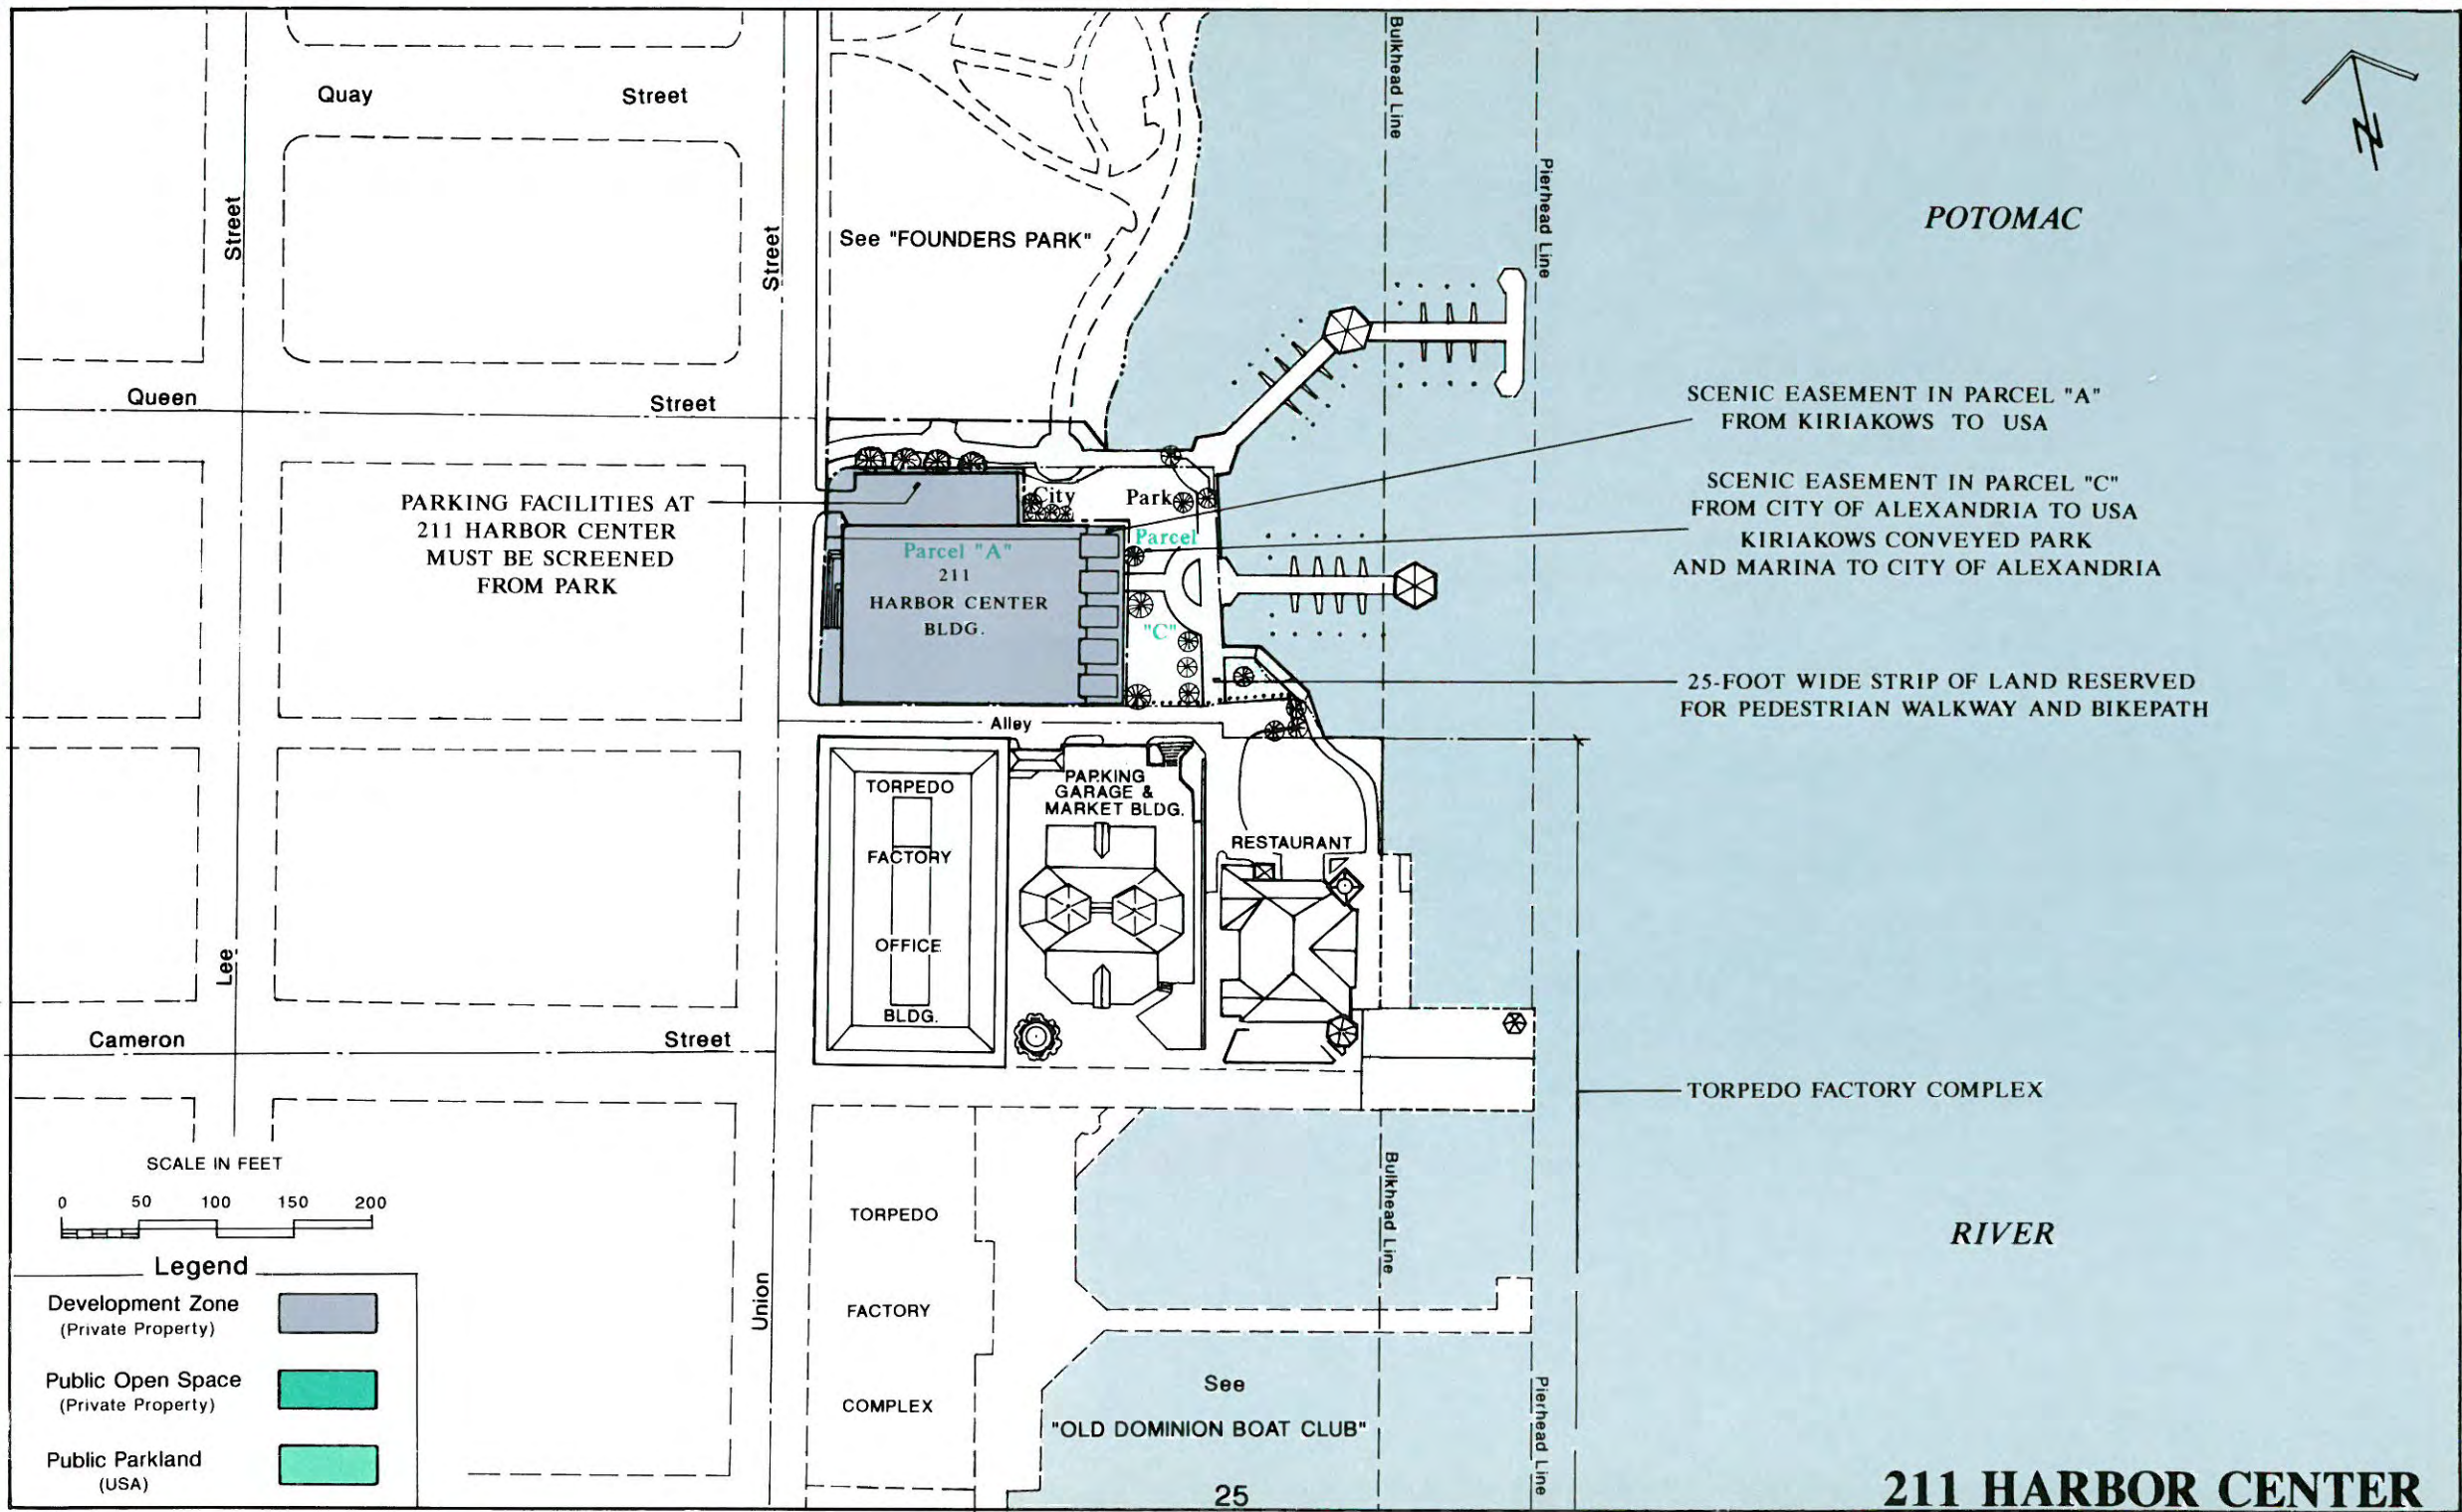 Bulkhead Line
Pierhead Line
N
Quay Street
Street
Street
POTOMAC
See "FOUNDERS PARK"
Queen Street
SCENIC EASEMENT IN PARCEL "A"
FROM KIRIAKOWS TO USA
SCENIC EASEMENT IN PARCEL "C"
FROM CITY OF ALEXANDRIA TO USA
KIRIAKOWS CONVEYED PARK
AND MARINA TO CITY OF ALEXANDRIA
PARKING FACILITIES AT
211 HARBOR CENTER
MUST BE SCREENED
FROM PARK
City Park
Parcel
"C"
Parcel "A"
211
HARBOR CENTER
BLDG.
25-FOOT WIDE STRIP OF LAND RESERVED
FOR PEDESTRIAN WALKWAY AND BIKEPATH
Alley
TORPEDO
FACTORY
OFFICE
BLDG.
PARKING
GARAGE &
MARKET BLDG.
RESTAURANT
Lee
Cameron Street
TORPEDO FACTORY COMPLEX
SCALE IN FEET
0 50 100 150 200
Union
TORPEDO
FACTORY
COMPLEX
Bulkhead Line
Pierhead Line
RIVER
See
"OLD DOMINION BOAT CLUB"
Legend
Development Zone
(Private Property)
Public Open Space
(Private Property)
Public Parkland
(USA)
25
211 HARBOR CENTER